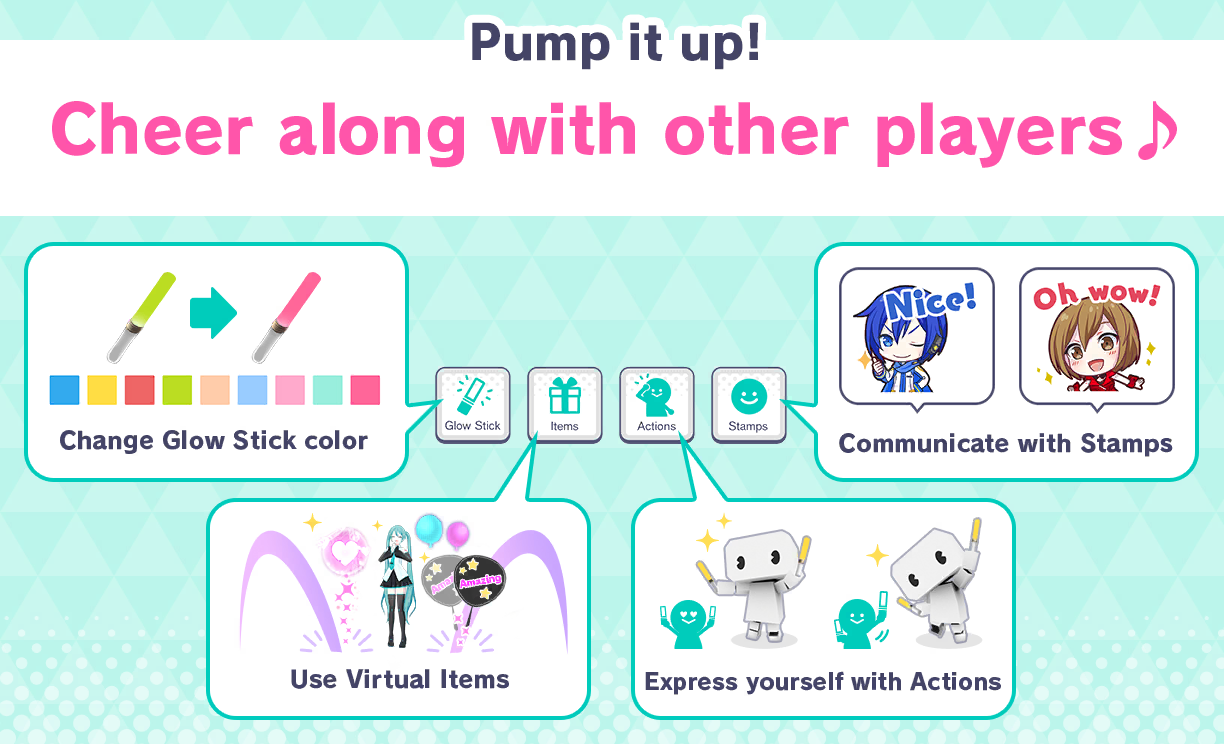 Pump it up!
Cheer along with other players♪
Change Glow Stick color
Glow Stick
Items
Actions
Stamps
Nice!
Oh wow!
Communicate with Stamps
Amazing
Use Virtual Items
Express yourself with Actions